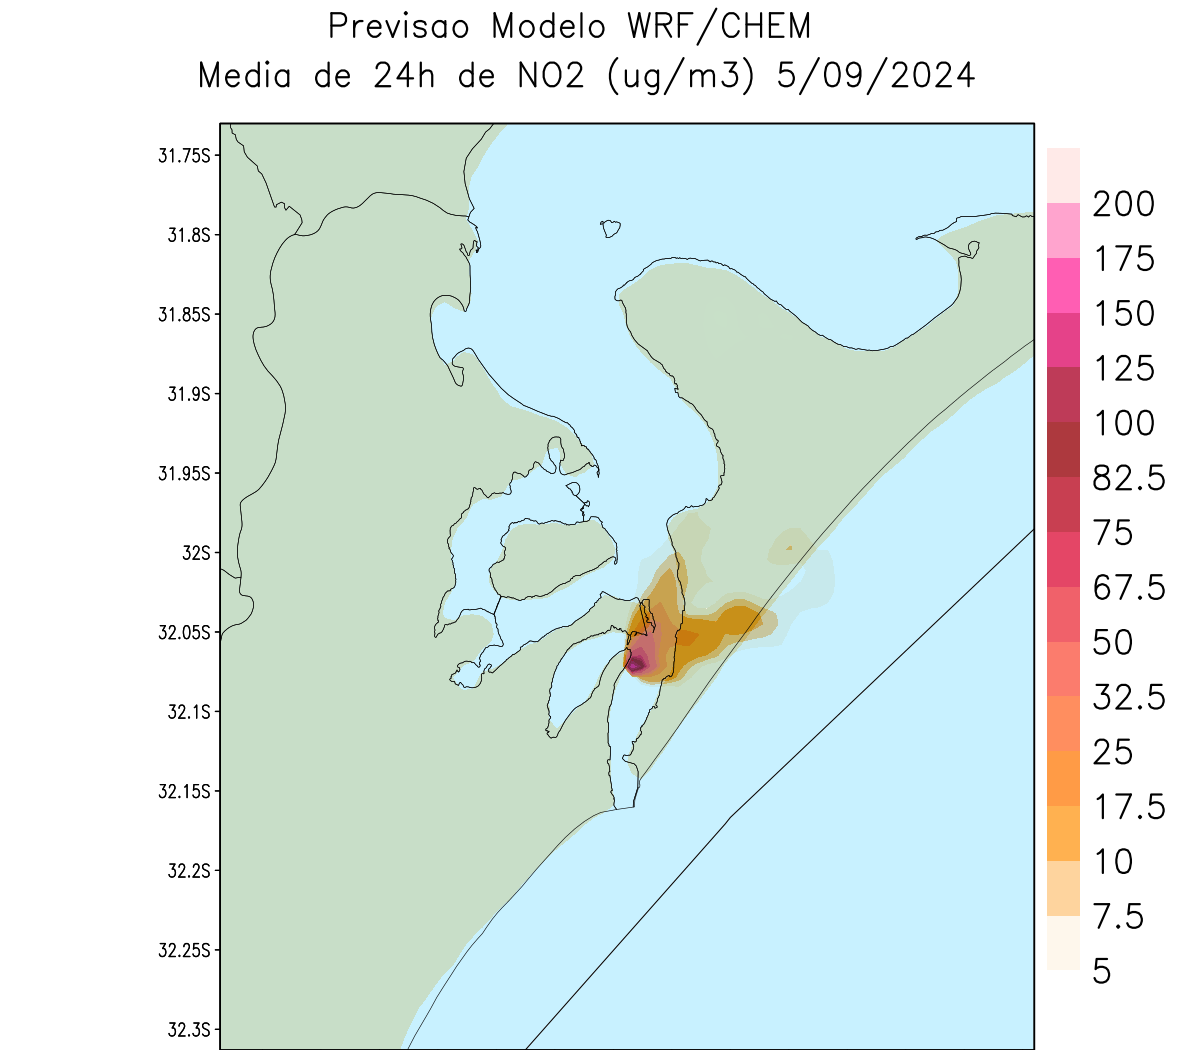 Previsao Modelo WRF/CHEM
Media de 24h de NO2 (ug/m3) 5/09/2024
31.75S
31.8S
31.85S
31.9S
31.95S
32S
32.05S
32.1S
32.15S
32.2S
32.25S
32.3S
200
175
150
125
100
82.5
75
67.5
50
32.5
25
17.5
10
7.5
5